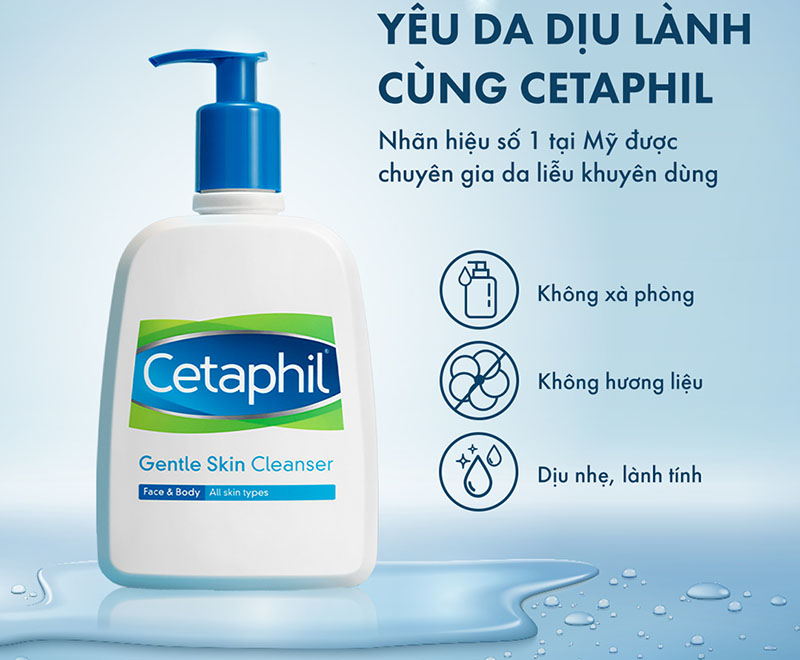 YÊU DA DỊU LÀNH
CÙNG CETAPHIL
Nhãn hiệu số 1 tại Mỹ được
chuyên gia da liễu khuyên dùng
Không xà phòng
Không hương liệu
Dịu nhẹ, lành tính
Cetaphil®
Gentle Skin Cleanser
Face & Body All skin types